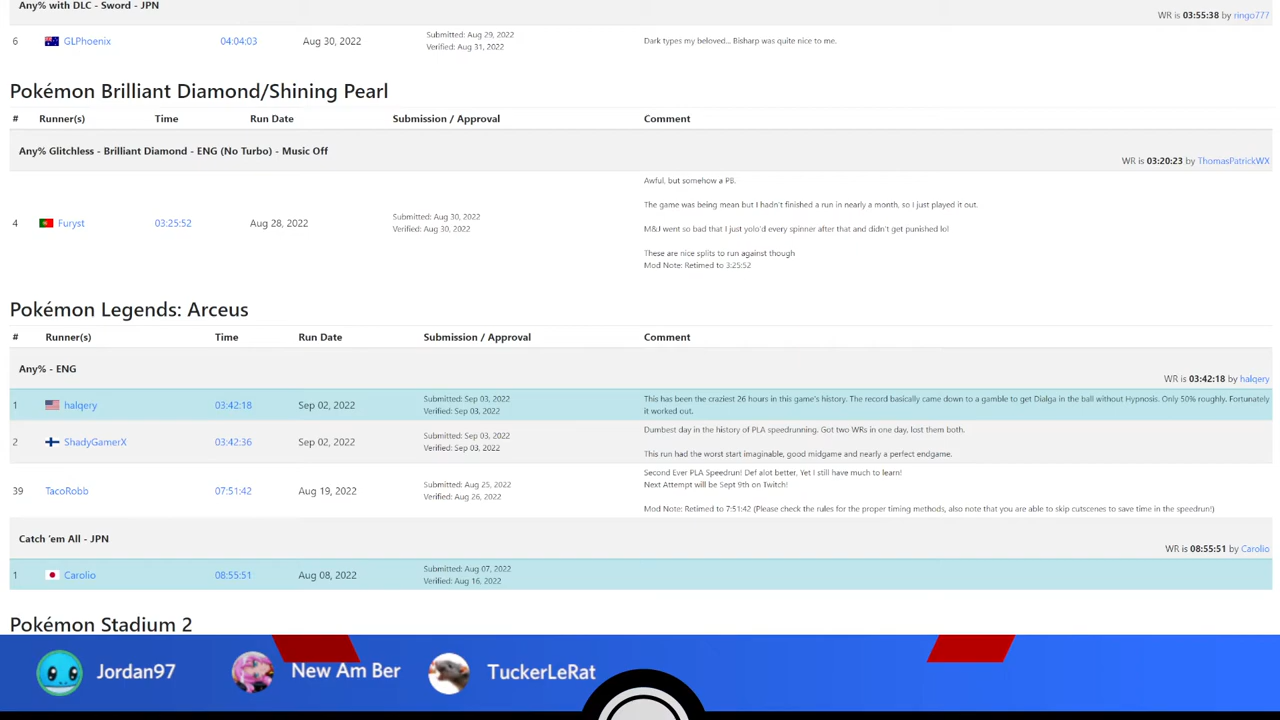 Any% with DLC - Sword - JPN
WR is 03:55:38 by ringo777
6 GLPhoenix 04:04:03 Aug 30, 2022 Submitted: Aug 29, 2022 Dark types my beloved... Bisharp was quite nice to me.
Verified: Aug 31, 2022
Pokémon Brilliant Diamond/Shining Pearl
# Runner(s) Time Run Date Submission / Approval Comment
Any% Glitchless - Brilliant Diamond - ENG (No Turbo) - Music Off
WR is 03:20:23 by ThomasPatrickWX
Awful, but somehow a PB.
The game was being mean but I hadn't finished a run in nearly a month, so I just played it out.
4 Furyst 03:25:52 Aug 28, 2022 Submitted: Aug 30, 2022
Verified: Aug 30, 2022
M&J went so bad that I just yolo'd every spinner after that and didn't get punished lol
These are nice splits to run against though
Mod Note: Retimed to 3:25:52
Pokémon Legends: Arceus
# Runner(s) Time Run Date Submission / Approval Comment
Any% - ENG
WR is 03:42:18 by halqery
1 halqery 03:42:18 Sep 02, 2022 Submitted: Sep 03, 2022 This has been the craziest 26 hours in this game's history. The record basically came down to a gamble to get Dialga in the ball without Hypnosis. Only 50% roughly. Fortunately
Verified: Sep 03, 2022 it worked out.
2 ShadyGamerX 03:42:36 Sep 02, 2022 Submitted: Sep 03, 2022 Dumbest day in the history of PLA speedrunning. Got two WRs in one day, lost them both.
Verified: Sep 03, 2022
This run had the worst start imaginable, good midgame and nearly a perfect endgame.
39 TacoRobb 07:51:42 Aug 19, 2022 Submitted: Aug 25, 2022 Second Ever PLA Speedrun! Def alot better, Yet I still have much to learn!
Verified: Aug 26, 2022 Next Attempt will be Sept 9th on Twitch!
Mod Note: Retimed to 7:51:42 (Please check the rules for the proper timing methods, also note that you are able to skip cutscenes to save time in the speedrun!)
Catch 'em All - JPN
WR is 08:55:51 by Carolio
1 Carolio 08:55:51 Aug 08, 2022 Submitted: Aug 07, 2022
Verified: Aug 16, 2022
Pokémon Stadium 2
Jordan97 New Am Ber TuckerLeRat